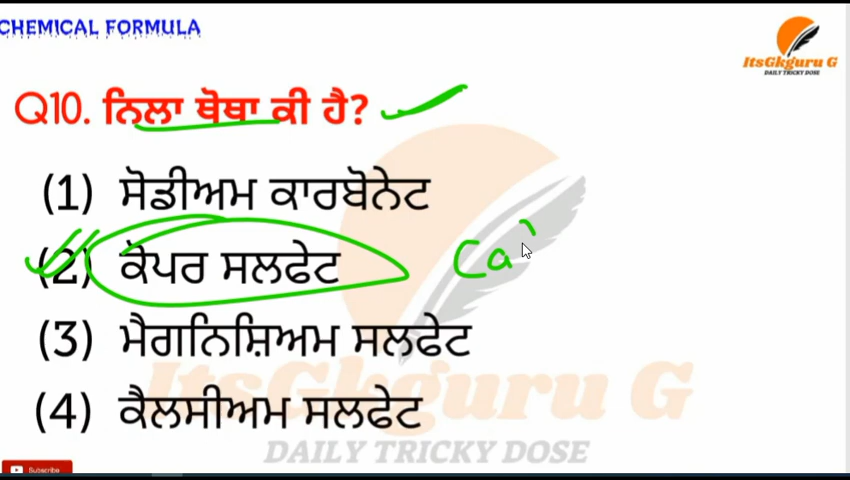 CHEMICAL FORMULA
ItsGkguru G
DAILY TRICKY DOSE
Q10. ਨਿਲਾ ਥੋਥਾ ਕੀ ਹੈ?
(1) ਸੋਡੀਅਮ ਕਾਰਬੋਨੇਟ
(2) ਕੋਪਰ ਸਲਫੇਟ Ca
(3) ਮੈਗਨਿਸ਼ਿਅਮ ਸਲਫੇਟ
(4) ਕੈਲਸੀਅਮ ਸਲਫੇਟ
ItsGkguru G
DAILY TRICKY DOSE
Subscribe